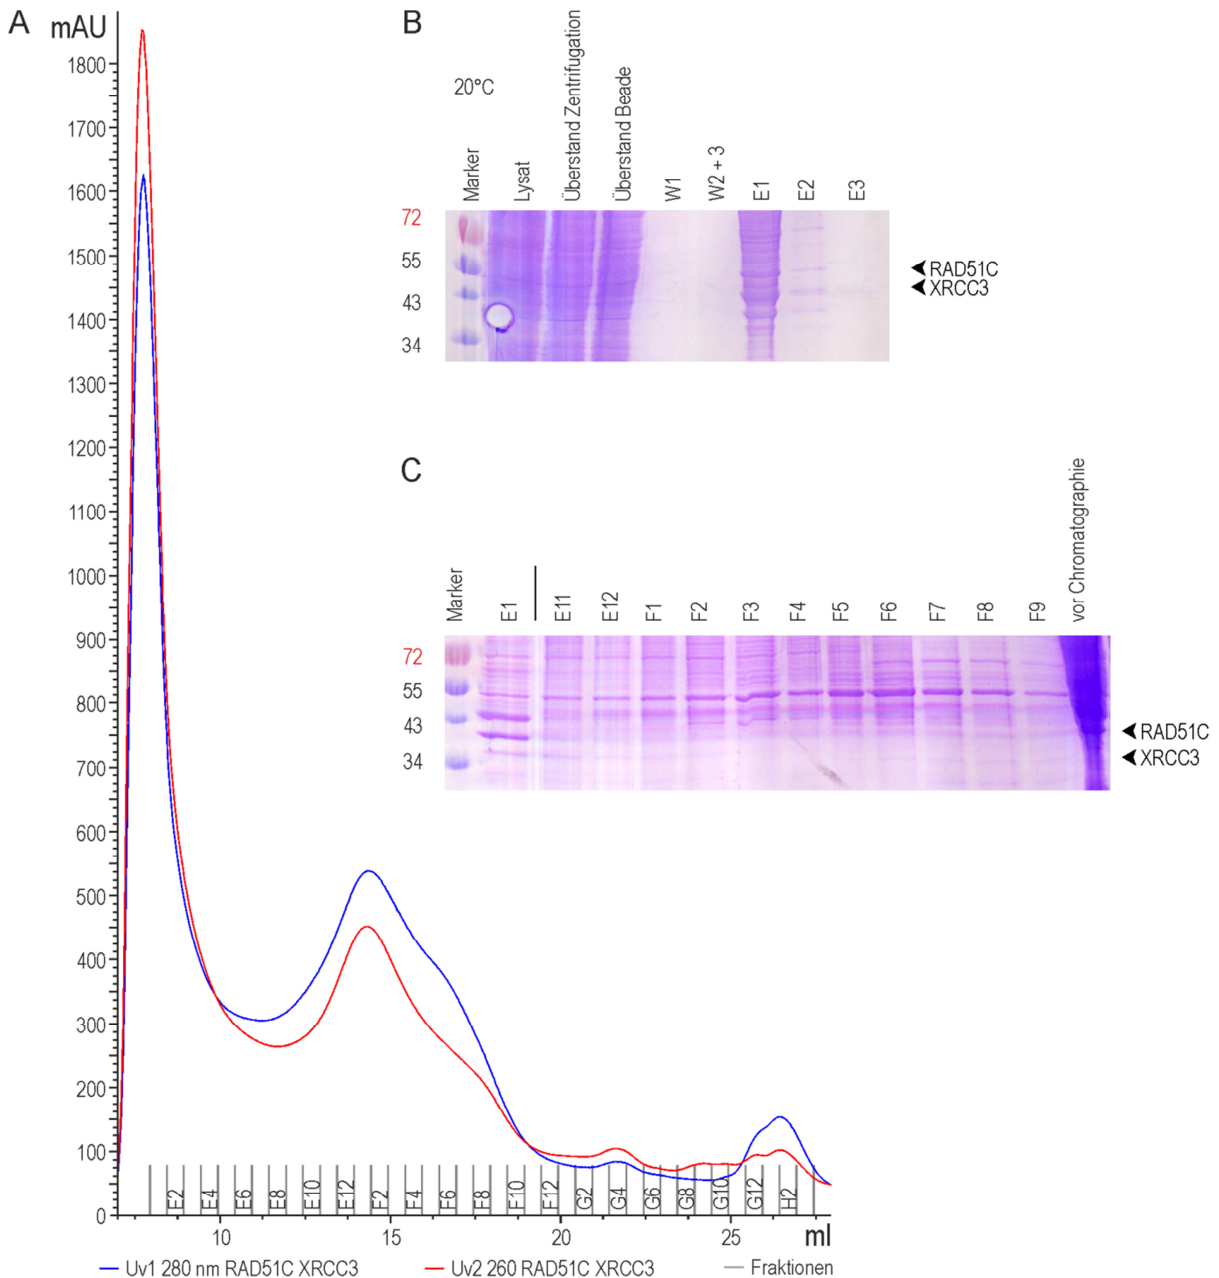 A
mAU
1800
1700
1600
1500
1400
1300
1200
1100
1000
900
800
700
600
500
400
300
200
100
0
E2
E4
E6
E8
E10
E12
F2
F4
F6
F8
F10
F12
G2
G4
G6
G8
G10
G12
H2
10
15
20
25
ml
Uv1 280 nm RAD51C XRCC3
Uv2 260 RAD51C XRCC3
Fraktionen
B
20°C
Marker
Lysat
Überstand Zentrifugation
Überstand Beade
W1
W2 + 3
E1
E2
E3
72
55
43
34
RAD51C
XRCC3
C
Marker
E1
E11
E12
F1
F2
F3
F4
F5
F6
F7
F8
F9
vor Chromatographie
72
55
43
34
RAD51C
XRCC3